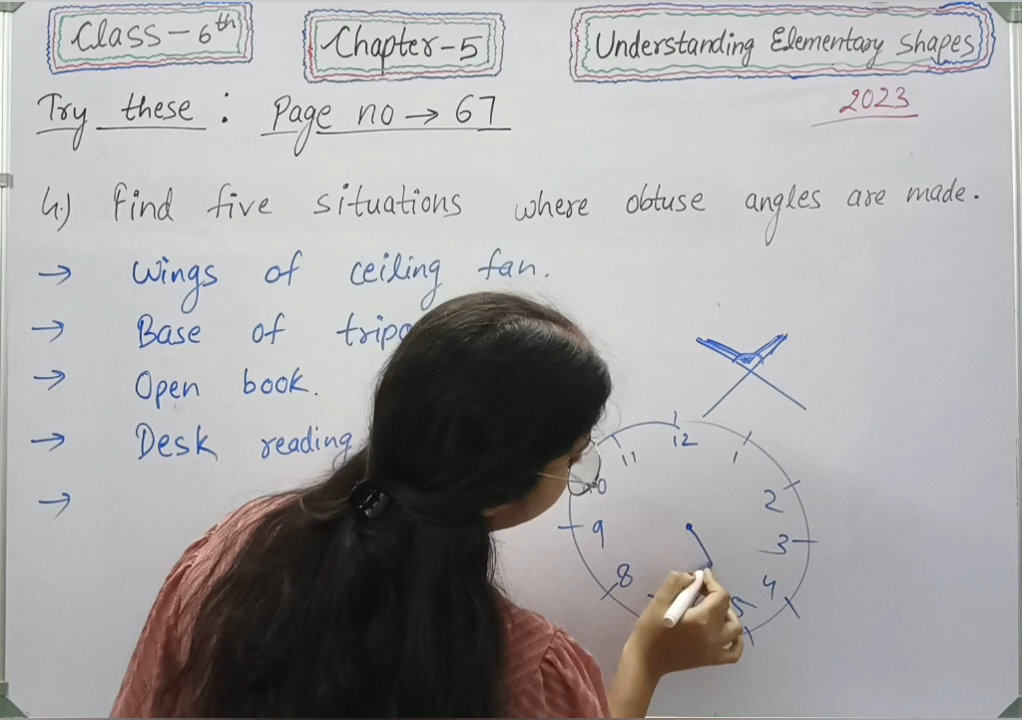 Class-6th
Chapter-5
Understanding Elementary Shapes
Try these : Page no → 67
2023
4.) Find five situations where obtuse angles are made.
→ Wings of ceiling fan.
→ Base of
→ Open book.
→ Desk reading
→
11 12 1
2
9 3
8 4
5